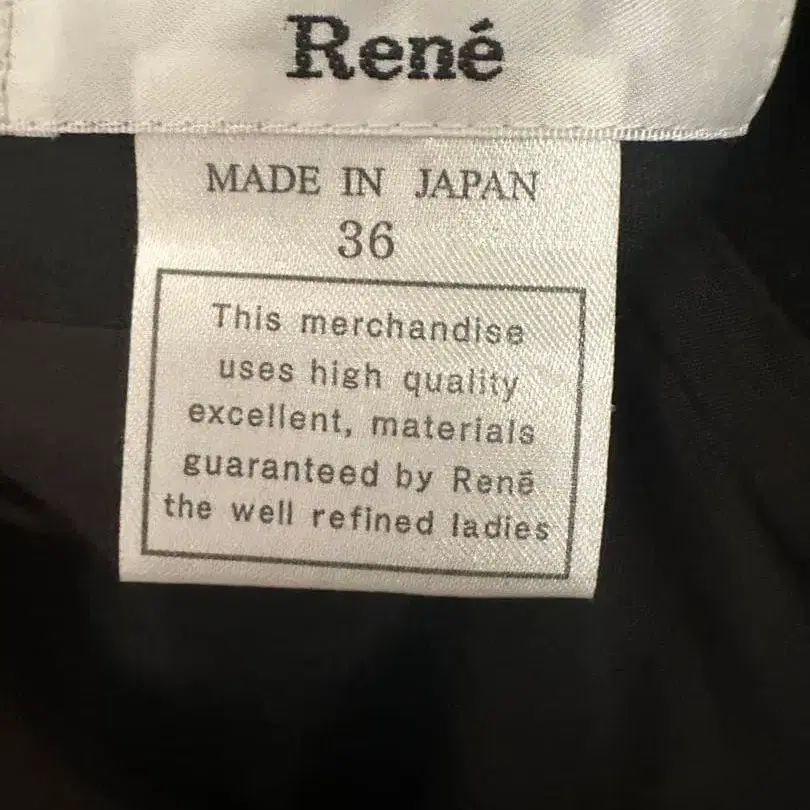 René
MADE IN JAPAN
36
This merchandise
uses high quality
excellent, materials
guaranteed by Renē
the well refined ladies